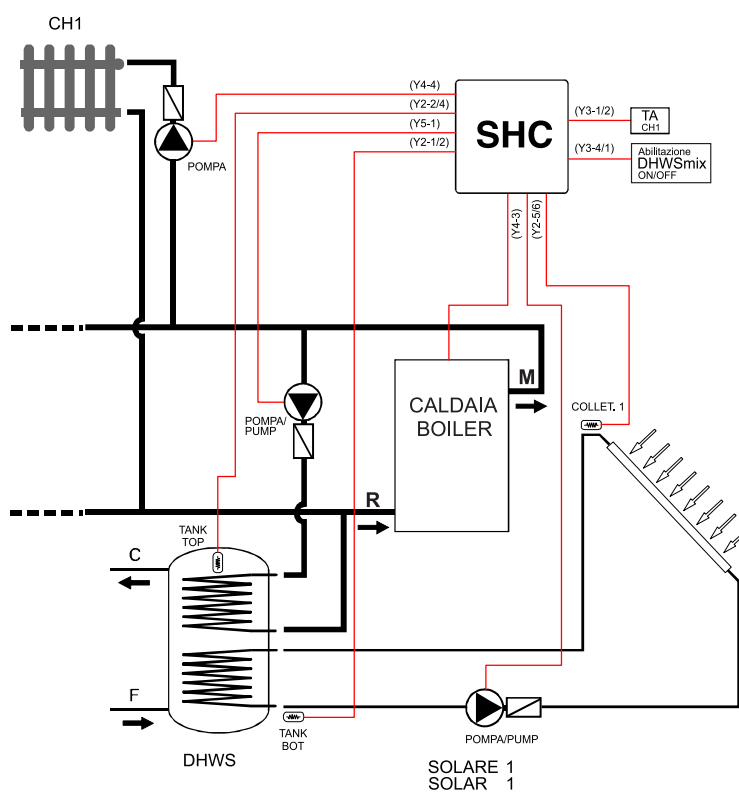 CH1
(Y4-4)
(Y2-2/4)
(Y5-1)
(Y2-1/2)
SHC
(Y3-1/2)
(Y3-4/1)
TA
CH1
Abilitazione
DHWSmix
ON/OFF
POMPA
(Y4-3)
(Y2-5/6)
M
CALDAIA
BOILER
COLLET. 1
POMPA/
PUMP
R
TANK
TOP
C
F
TANK
BOT
DHWS
POMPA/PUMP
SOLARE 1
SOLAR 1